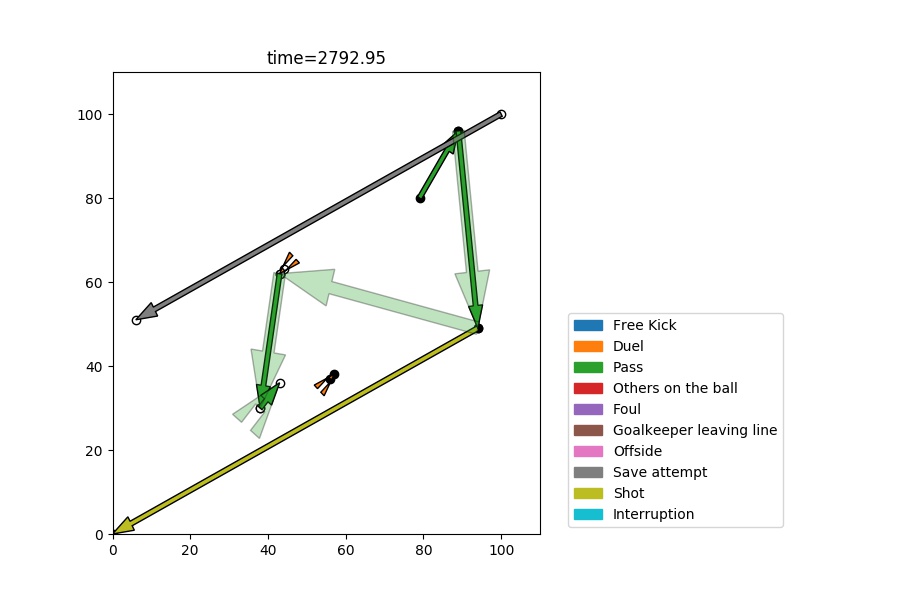 time=2792.95
100
80
60
40
20
0
0 20 40 60 80 100
Free Kick
Duel
Pass
Others on the ball
Foul
Goalkeeper leaving line
Offside
Save attempt
Shot
Interruption